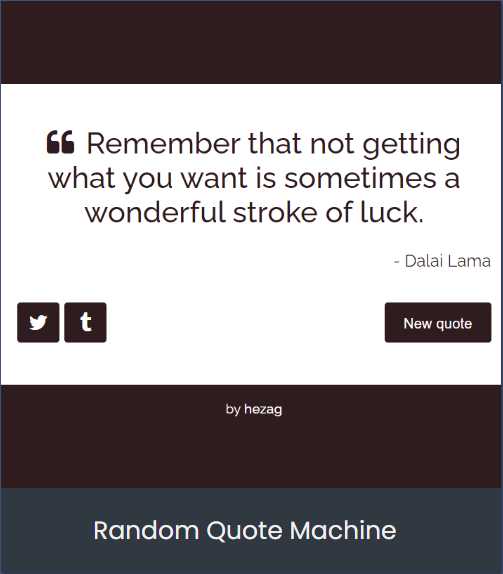 “ Remember that not getting
what you want is sometimes a
wonderful stroke of luck.
- Dalai Lama
t
New quote
by hezag
Random Quote Machine